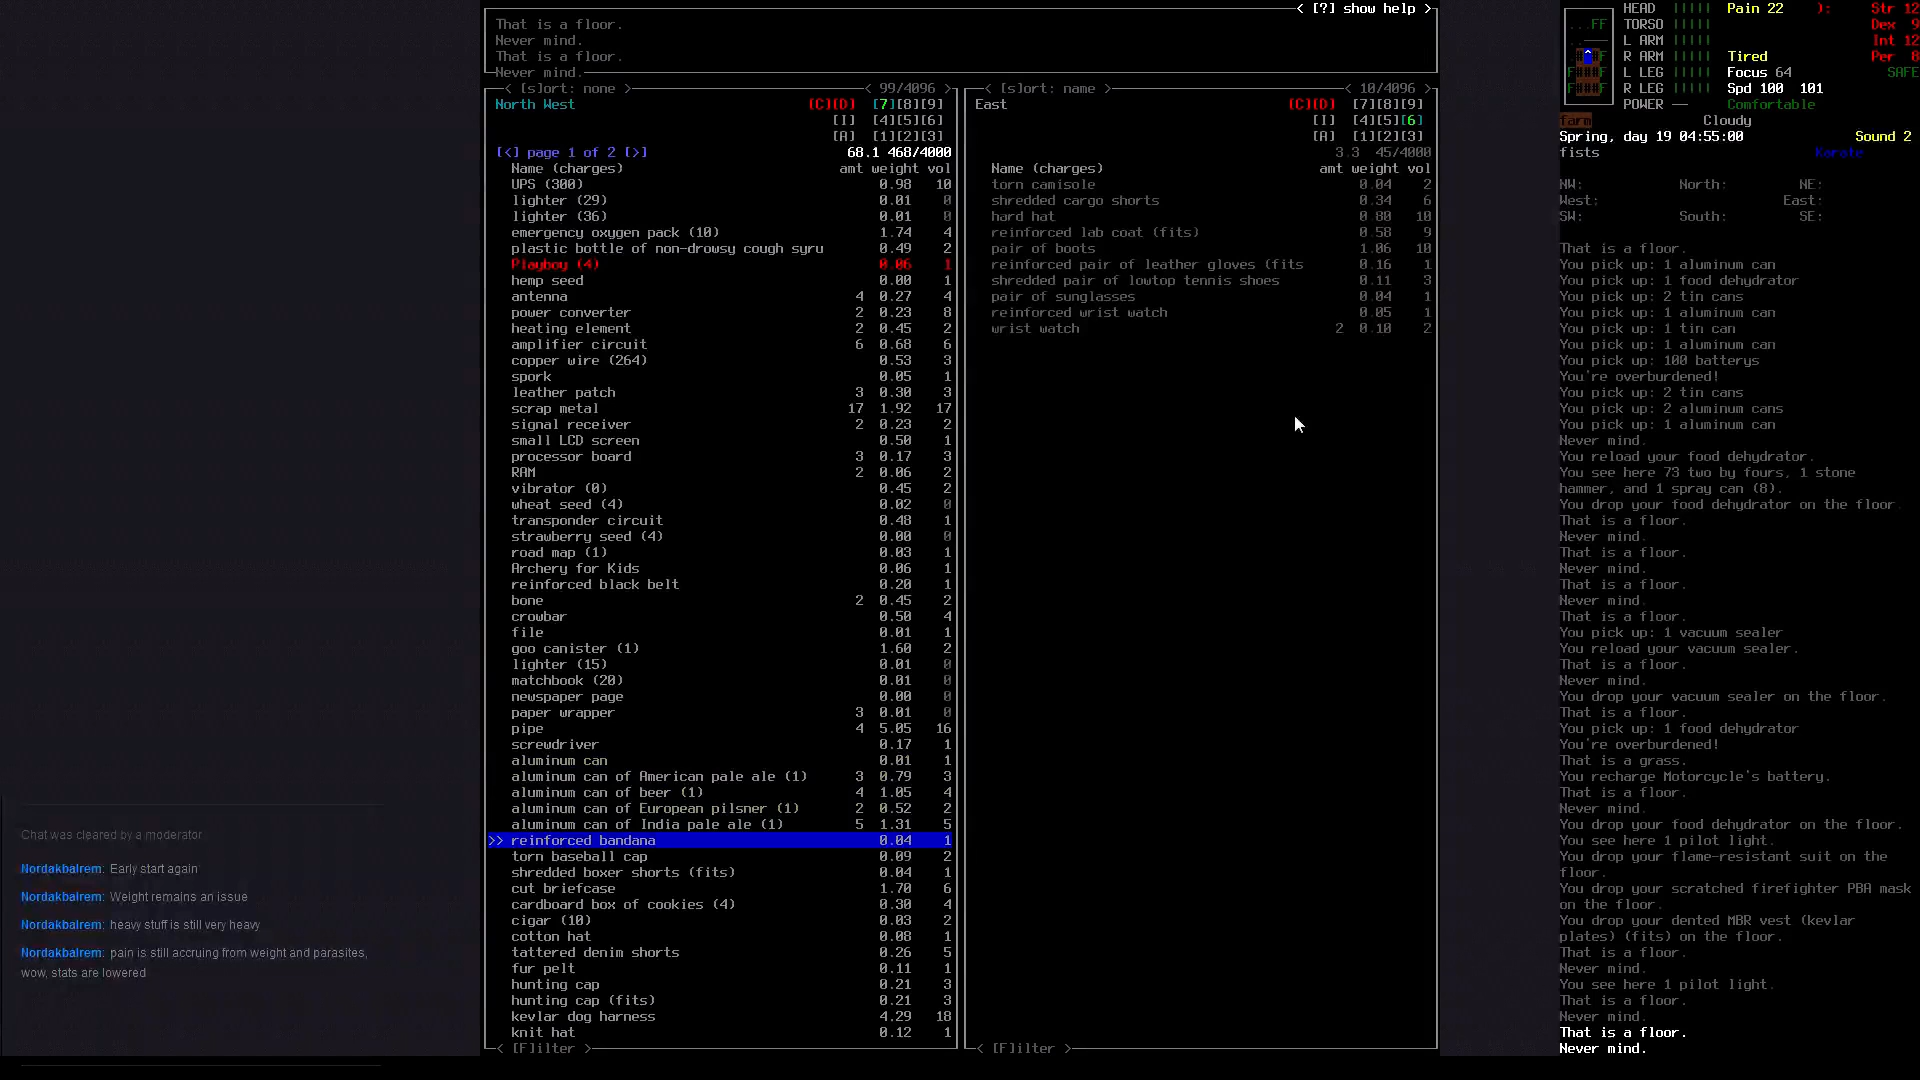 That is a floor.
Never mind.
That is a floor.
Never mind.
< [?] show help >
< [s]ort: none >
< 99/4096 >
North West
[C][D] [7][8][9]
[I] [4][5][6]
[A] [1][2][3]
[<] page 1 of 2 [>]
68.1 468/4000
Name (charges) amt weight vol
UPS (300) 0.98 10
lighter (29) 0.01 0
lighter (36) 0.01 0
emergency oxygen pack (10) 1.74 4
plastic bottle of non-drowsy cough syru 0.49 2
Playboy (4) 0.06 1
hemp seed 0.00 1
antenna 4 0.27 4
power converter 2 0.23 8
heating element 2 0.45 2
amplifier circuit 6 0.68 6
copper wire (264) 0.53 3
spork 0.05 1
leather patch 3 0.30 3
scrap metal 17 1.92 17
signal receiver 2 0.23 2
small LCD screen 0.50 1
processor board 3 0.17 3
RAM 2 0.06 2
vibrator (0) 0.45 2
wheat seed (4) 0.02 0
transponder circuit 0.48 1
strawberry seed (4) 0.00 0
road map (1) 0.03 1
Archery for Kids 0.06 1
reinforced black belt 0.20 1
bone 2 0.45 2
crowbar 0.50 4
file 0.01 1
goo canister (1) 1.60 2
lighter (15) 0.01 0
matchbook (20) 0.01 0
newspaper page 0.00 0
paper wrapper 3 0.01 0
pipe 4 5.05 16
screwdriver 0.17 1
aluminum can 0.01 1
aluminum can of American pale ale (1) 3 0.79 3
aluminum can of beer (1) 4 1.05 4
aluminum can of European pilsner (1) 2 0.52 2
aluminum can of India pale ale (1) 5 1.31 5
>> reinforced bandana 0.04 1
torn baseball cap 0.09 2
shredded boxer shorts (fits) 0.04 1
cut briefcase 1.70 6
cardboard box of cookies (4) 0.30 4
cigar (10) 0.03 2
cotton hat 0.08 1
tattered denim shorts 0.26 5
fur pelt 0.11 1
hunting cap 0.21 3
hunting cap (fits) 0.21 3
kevlar dog harness 4.29 18
knit hat 0.12 1
< [F]ilter >
< [s]ort: name >
< 10/4096 >
East
[C][D] [7][8][9]
[I] [4][5][6]
[A] [1][2][3]
3.3 45/4000
Name (charges) amt weight vol
torn camisole 0.04 2
shredded cargo shorts 0.34 6
hard hat 0.80 10
reinforced lab coat (fits) 0.58 9
pair of boots 1.06 10
reinforced pair of leather gloves (fits 0.16 1
shredded pair of lowtop tennis shoes 0.11 3
pair of sunglasses 0.04 1
reinforced wrist watch 0.05 1
wrist watch 2 0.10 2
< [F]ilter >
HEAD ||||| Pain 22 ): Str 12
TORSO ||||| Dex 9
L ARM ||||| Int 12
R ARM ||||| Tired Per 8
L LEG ||||| Focus 64 SAFE
R LEG ||||| Spd 100 101
POWER — Comfortable
farm Cloudy
Spring, day 19 04:55:00 Sound 2
fists Karate
NW: North: NE:
West: East:
SW: South: SE:
That is a floor.
You pick up: 1 aluminum can
You pick up: 1 food dehydrator
You pick up: 2 tin cans
You pick up: 1 aluminum can
You pick up: 1 tin can
You pick up: 1 aluminum can
You pick up: 100 batterys
You're overburdened!
You pick up: 2 tin cans
You pick up: 2 aluminum cans
You pick up: 1 aluminum can
Never mind.
You reload your food dehydrator.
You see here 73 two by fours, 1 stone
hammer, and 1 spray can (8).
You drop your food dehydrator on the floor.
That is a floor.
Never mind.
That is a floor.
Never mind.
That is a floor.
Never mind.
That is a floor.
You pick up: 1 vacuum sealer
You reload your vacuum sealer.
That is a floor.
Never mind.
You drop your vacuum sealer on the floor.
That is a floor.
You pick up: 1 food dehydrator
You're overburdened!
That is a grass.
You recharge Motorcycle's battery.
That is a floor.
Never mind.
You drop your food dehydrator on the floor.
You see here 1 pilot light.
You drop your flame-resistant suit on the
floor.
You drop your scratched firefighter PBA mask
on the floor.
You drop your dented MBR vest (kevlar
plates) (fits) on the floor.
That is a floor.
Never mind.
You see here 1 pilot light.
That is a floor.
Never mind.
That is a floor.
Never mind.
Chat was cleared by a moderator
Nordakbalrem: Early start again
Nordakbalrem: Weight remains an issue
Nordakbalrem: heavy stuff is still very heavy
Nordakbalrem: pain is still accruing from weight and parasites,
wow, stats are lowered